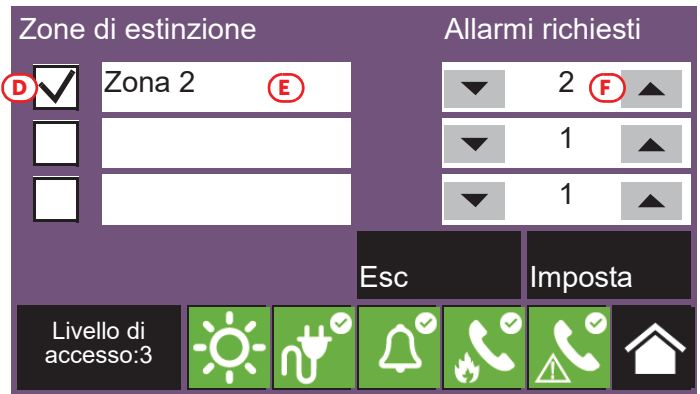 Zone di estinzione Allarmi richiesti
D Zona 2 E 2 F
1
1
Esc Imposta
Livello di
accesso:3